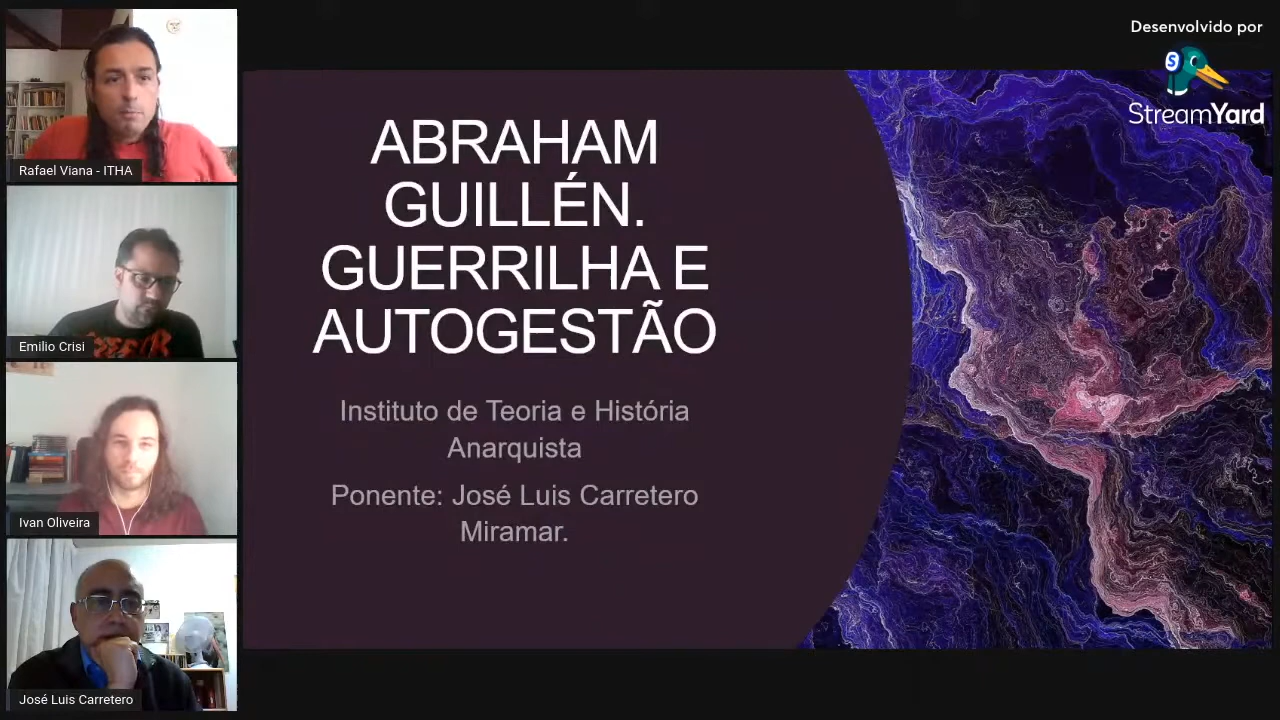 Desenvolvido por
StreamYard
Rafael Viana - ITHA
Emilio Crisi
Ivan Oliveira
José Luis Carretero
ABRAHAM
GUILLÉN.
GUERRILHA E
AUTOGESTÃO
Instituto de Teoria e História
Anarquista
Ponente: José Luis Carretero
Miramar.